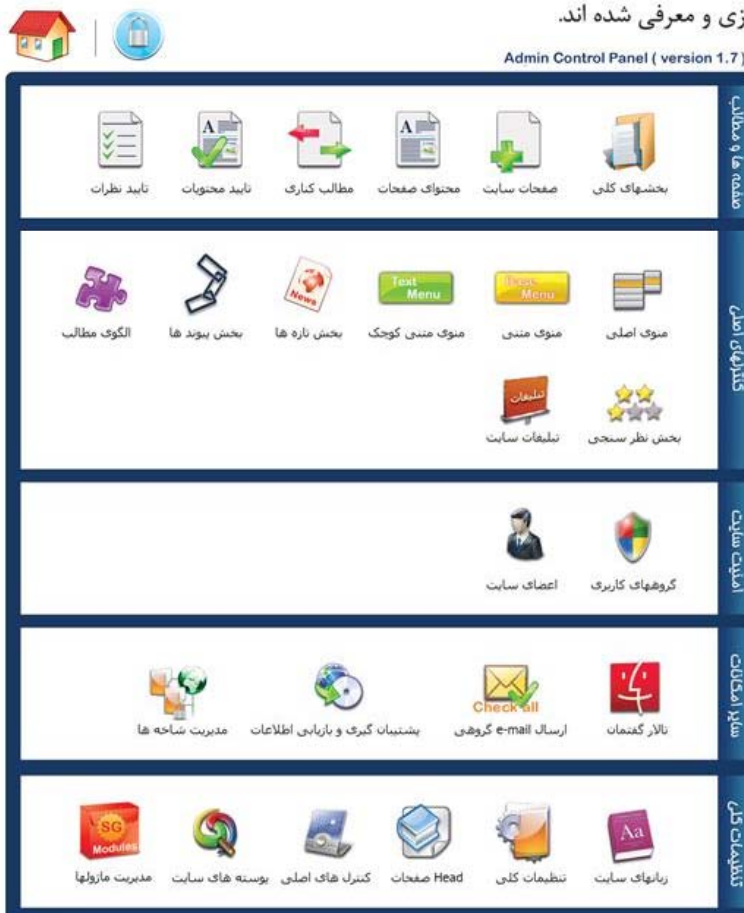 زی و معرفی شده اند.
Admin Control Panel ( version 1.7 )
صفحه ها و مطالب
بخشهای کلی
صفحات سایت
محتوای صفحات
مطالب کناری
تایید محتویات
تایید نظرات
کنترلهای اصلی
منوی اصلی
Base Menu
منوی متنی
Text Menu
منوی متنی کوچک
News
بخش تازه ها
بخش پیوند ها
الگوی مطالب
بخش نظر سنجی
تبلیغات
تبلیغات سایت
امنیت سایت
گروههای کاربری
اعضای سایت
سایر امکانات
تالار گفتمان
Check all
ارسال e-mail گروهی
پشتیبان گیری و بازیابی اطلاعات
مدیریت شاخه ها
تنظیمات کلی
Aa
زبانهای سایت
تنظیمات کلی
Head صفحات
کنترل های اصلی
پوسته های سایت
SG
Modules
مدیریت ماژولها